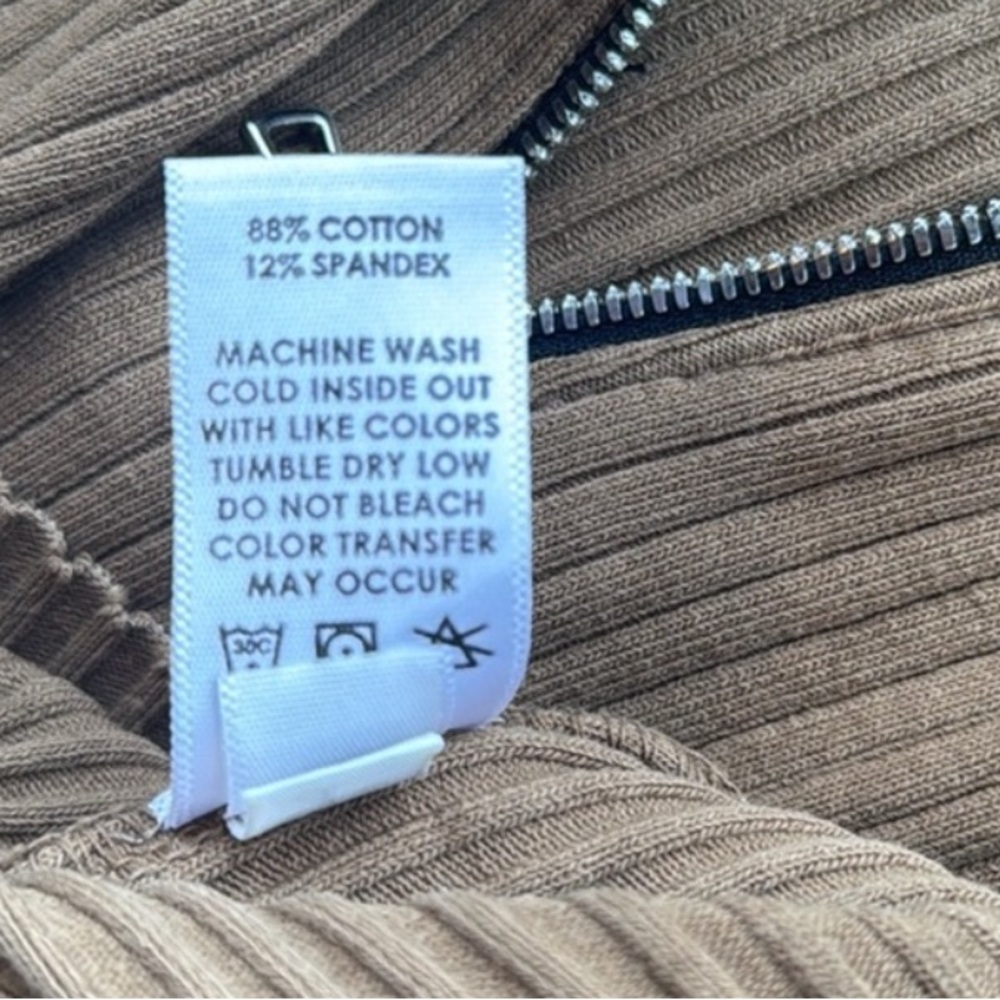 88% COTTON
12% SPANDEX
MACHINE WASH
COLD INSIDE OUT
WITH LIKE COLORS
TUMBLE DRY LOW
DO NOT BLEACH
COLOR TRANSFER
MAY OCCUR
30C